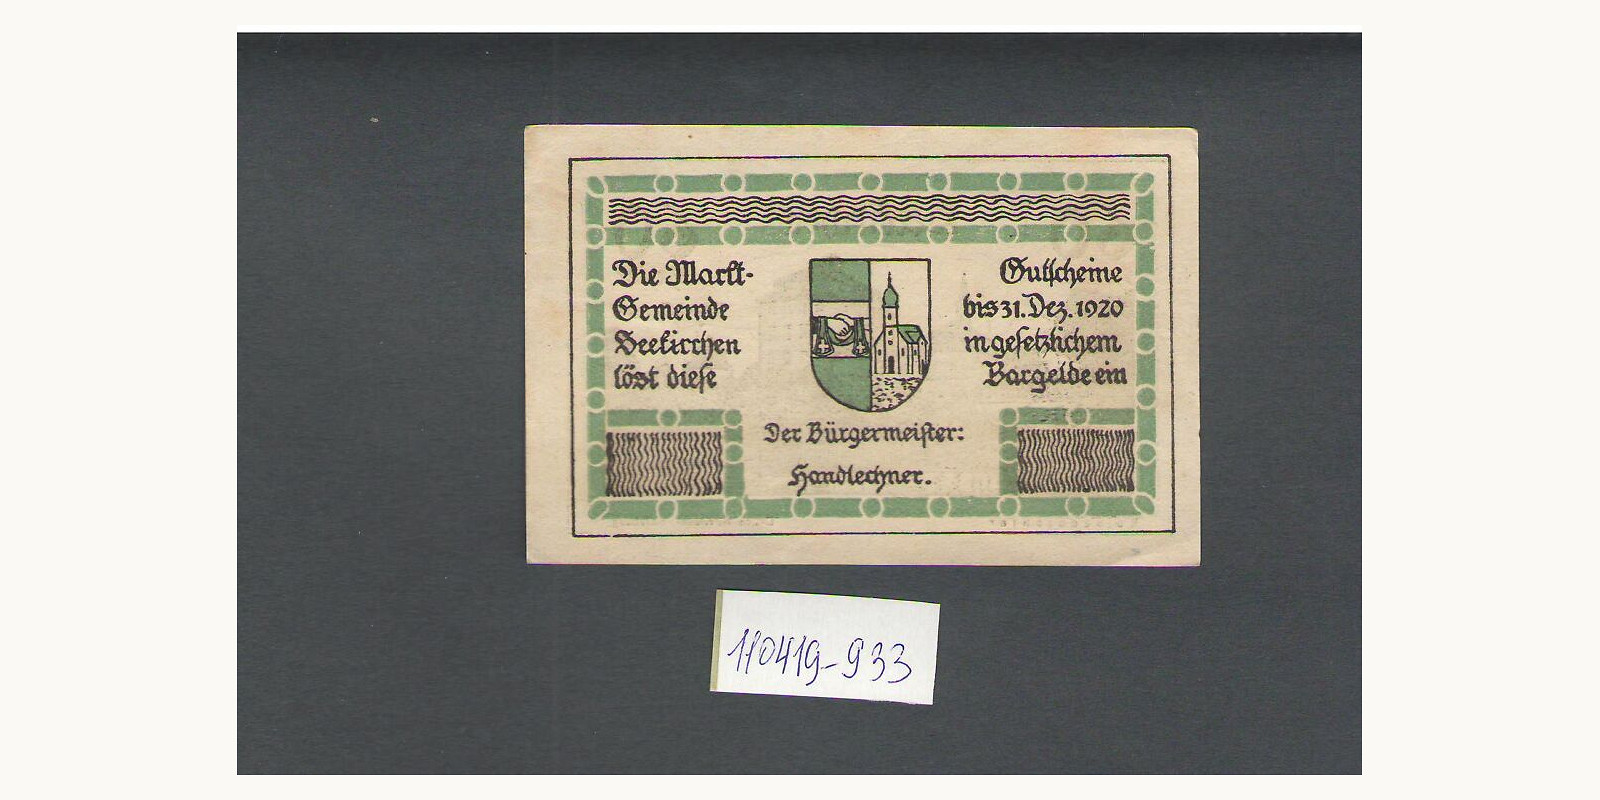 Die Markt-
Gemeinde
Seekirchen
löst diese
Gutscheine
bis 31. Dez. 1920
in gesetzlichem
Bargelde ein
Der Bürgermeister:
Handlechner.
110419-933